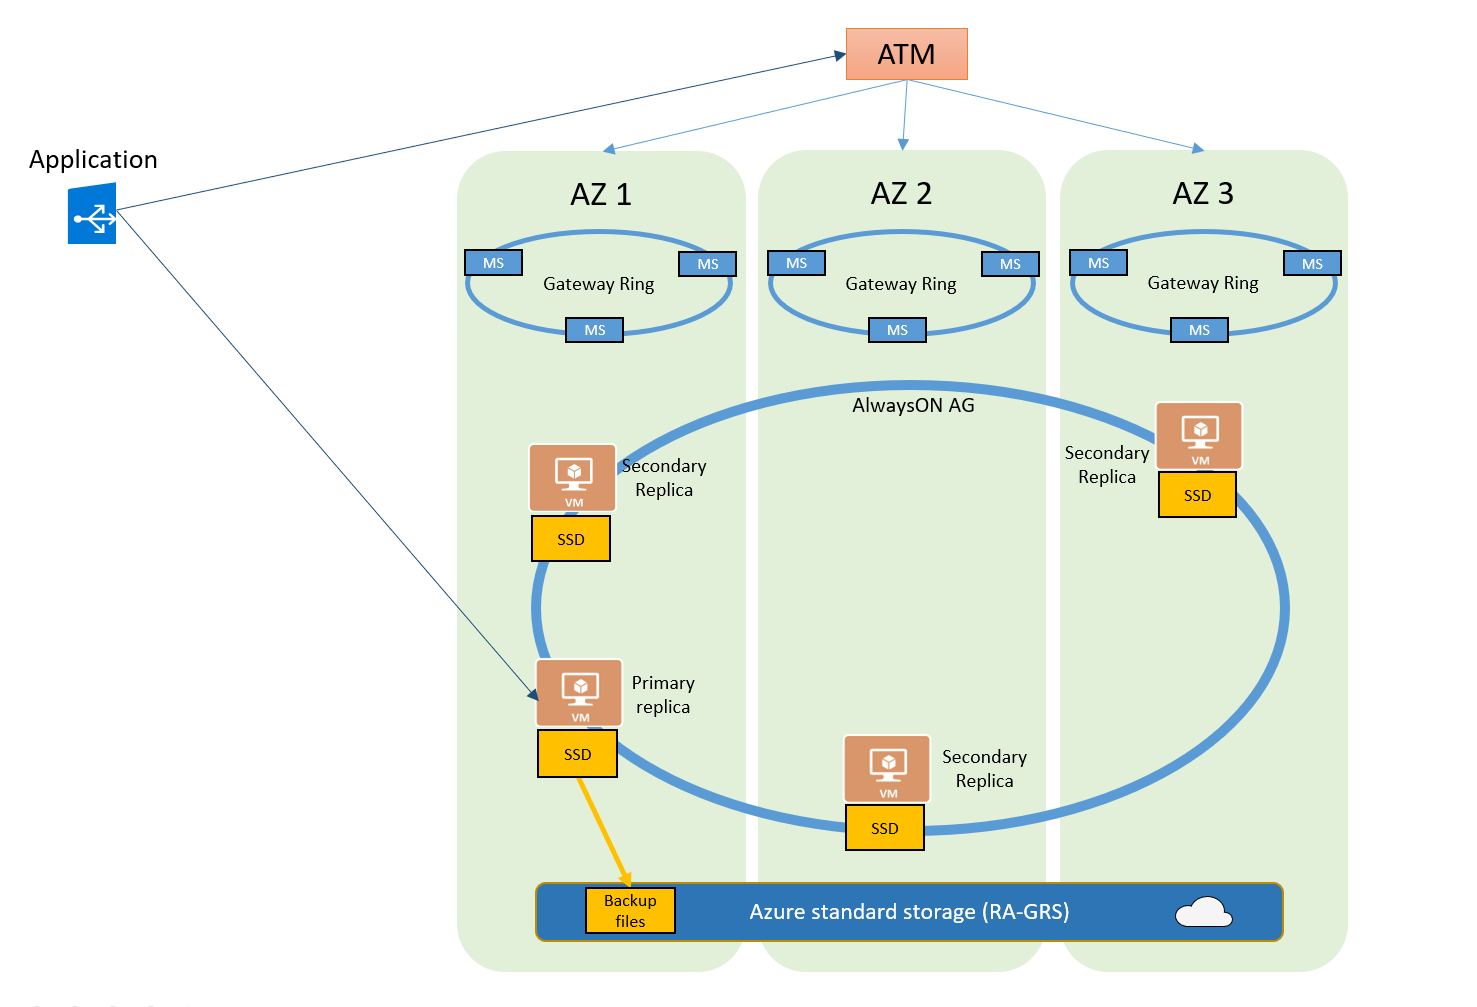 ATM
Application
AZ 1
AZ 2
AZ 3
MS
MS
Gateway Ring
MS
MS
MS
Gateway Ring
MS
MS
MS
Gateway Ring
MS
AlwaysON AG
VM
Secondary
Replica
SSD
Secondary
Replica
VM
SSD
VM
Primary
replica
SSD
VM
Secondary
Replica
SSD
Backup
files
Azure standard storage (RA-GRS)